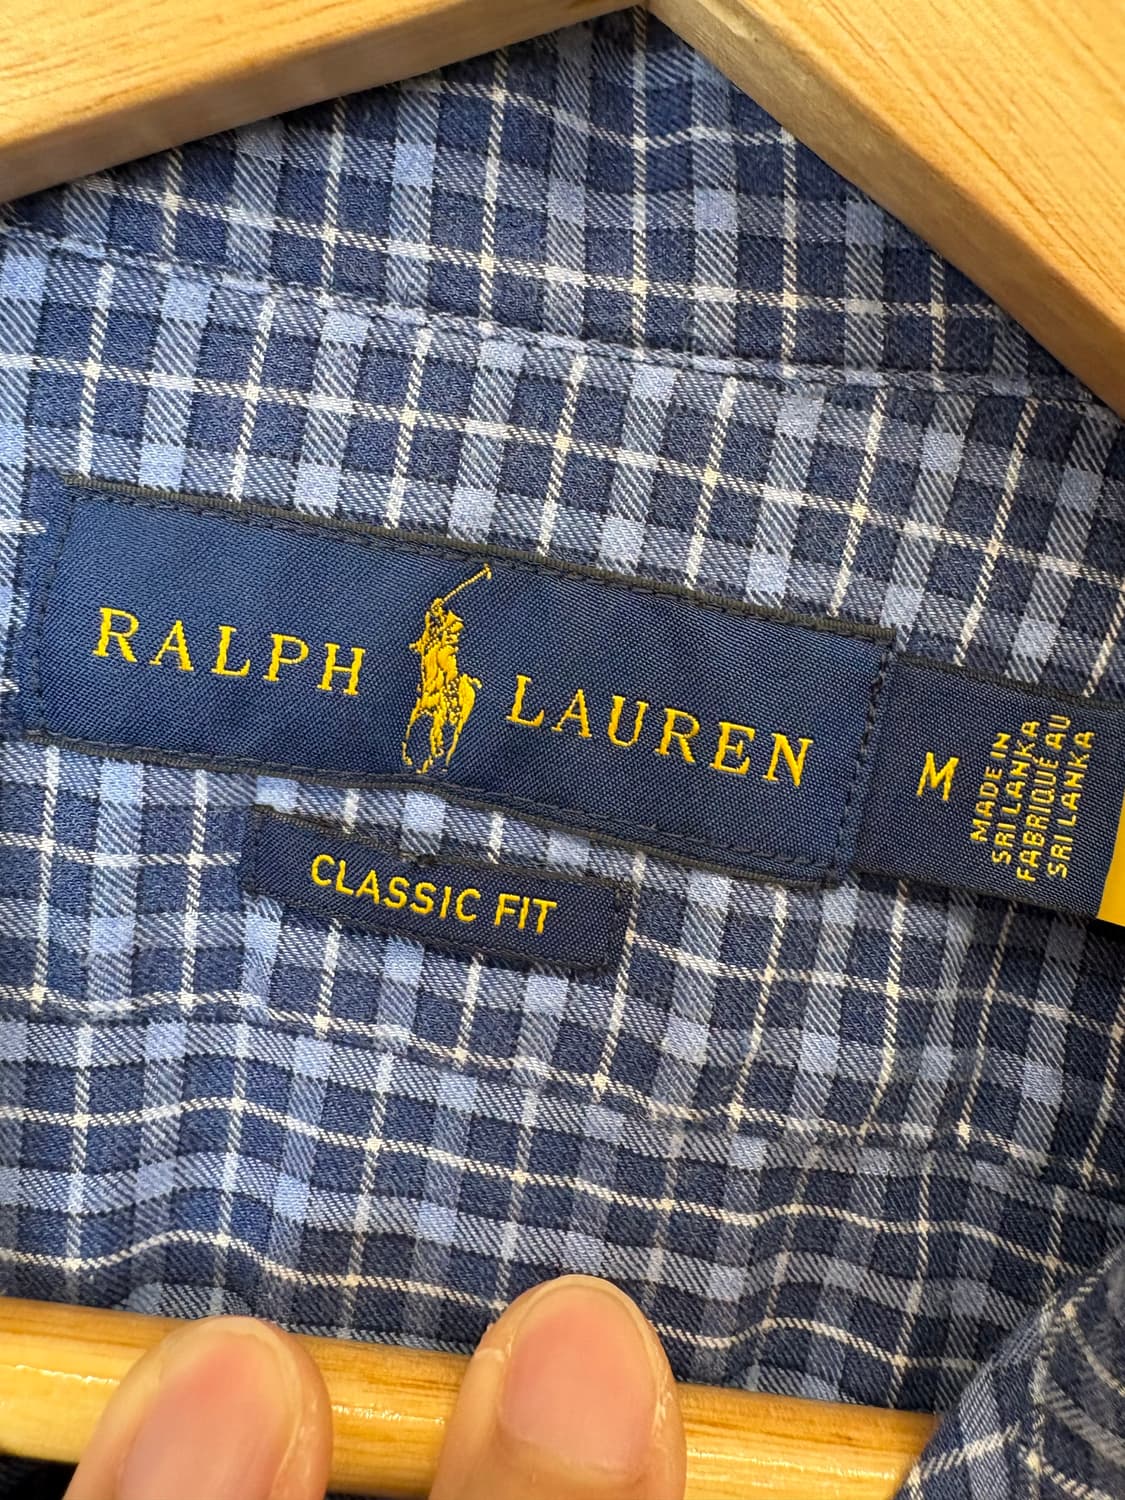 RALPH LAUREN
M
MADE IN
SRI LANKA
FABRIQUÉ AU
SRI LANKA
CLASSIC FIT